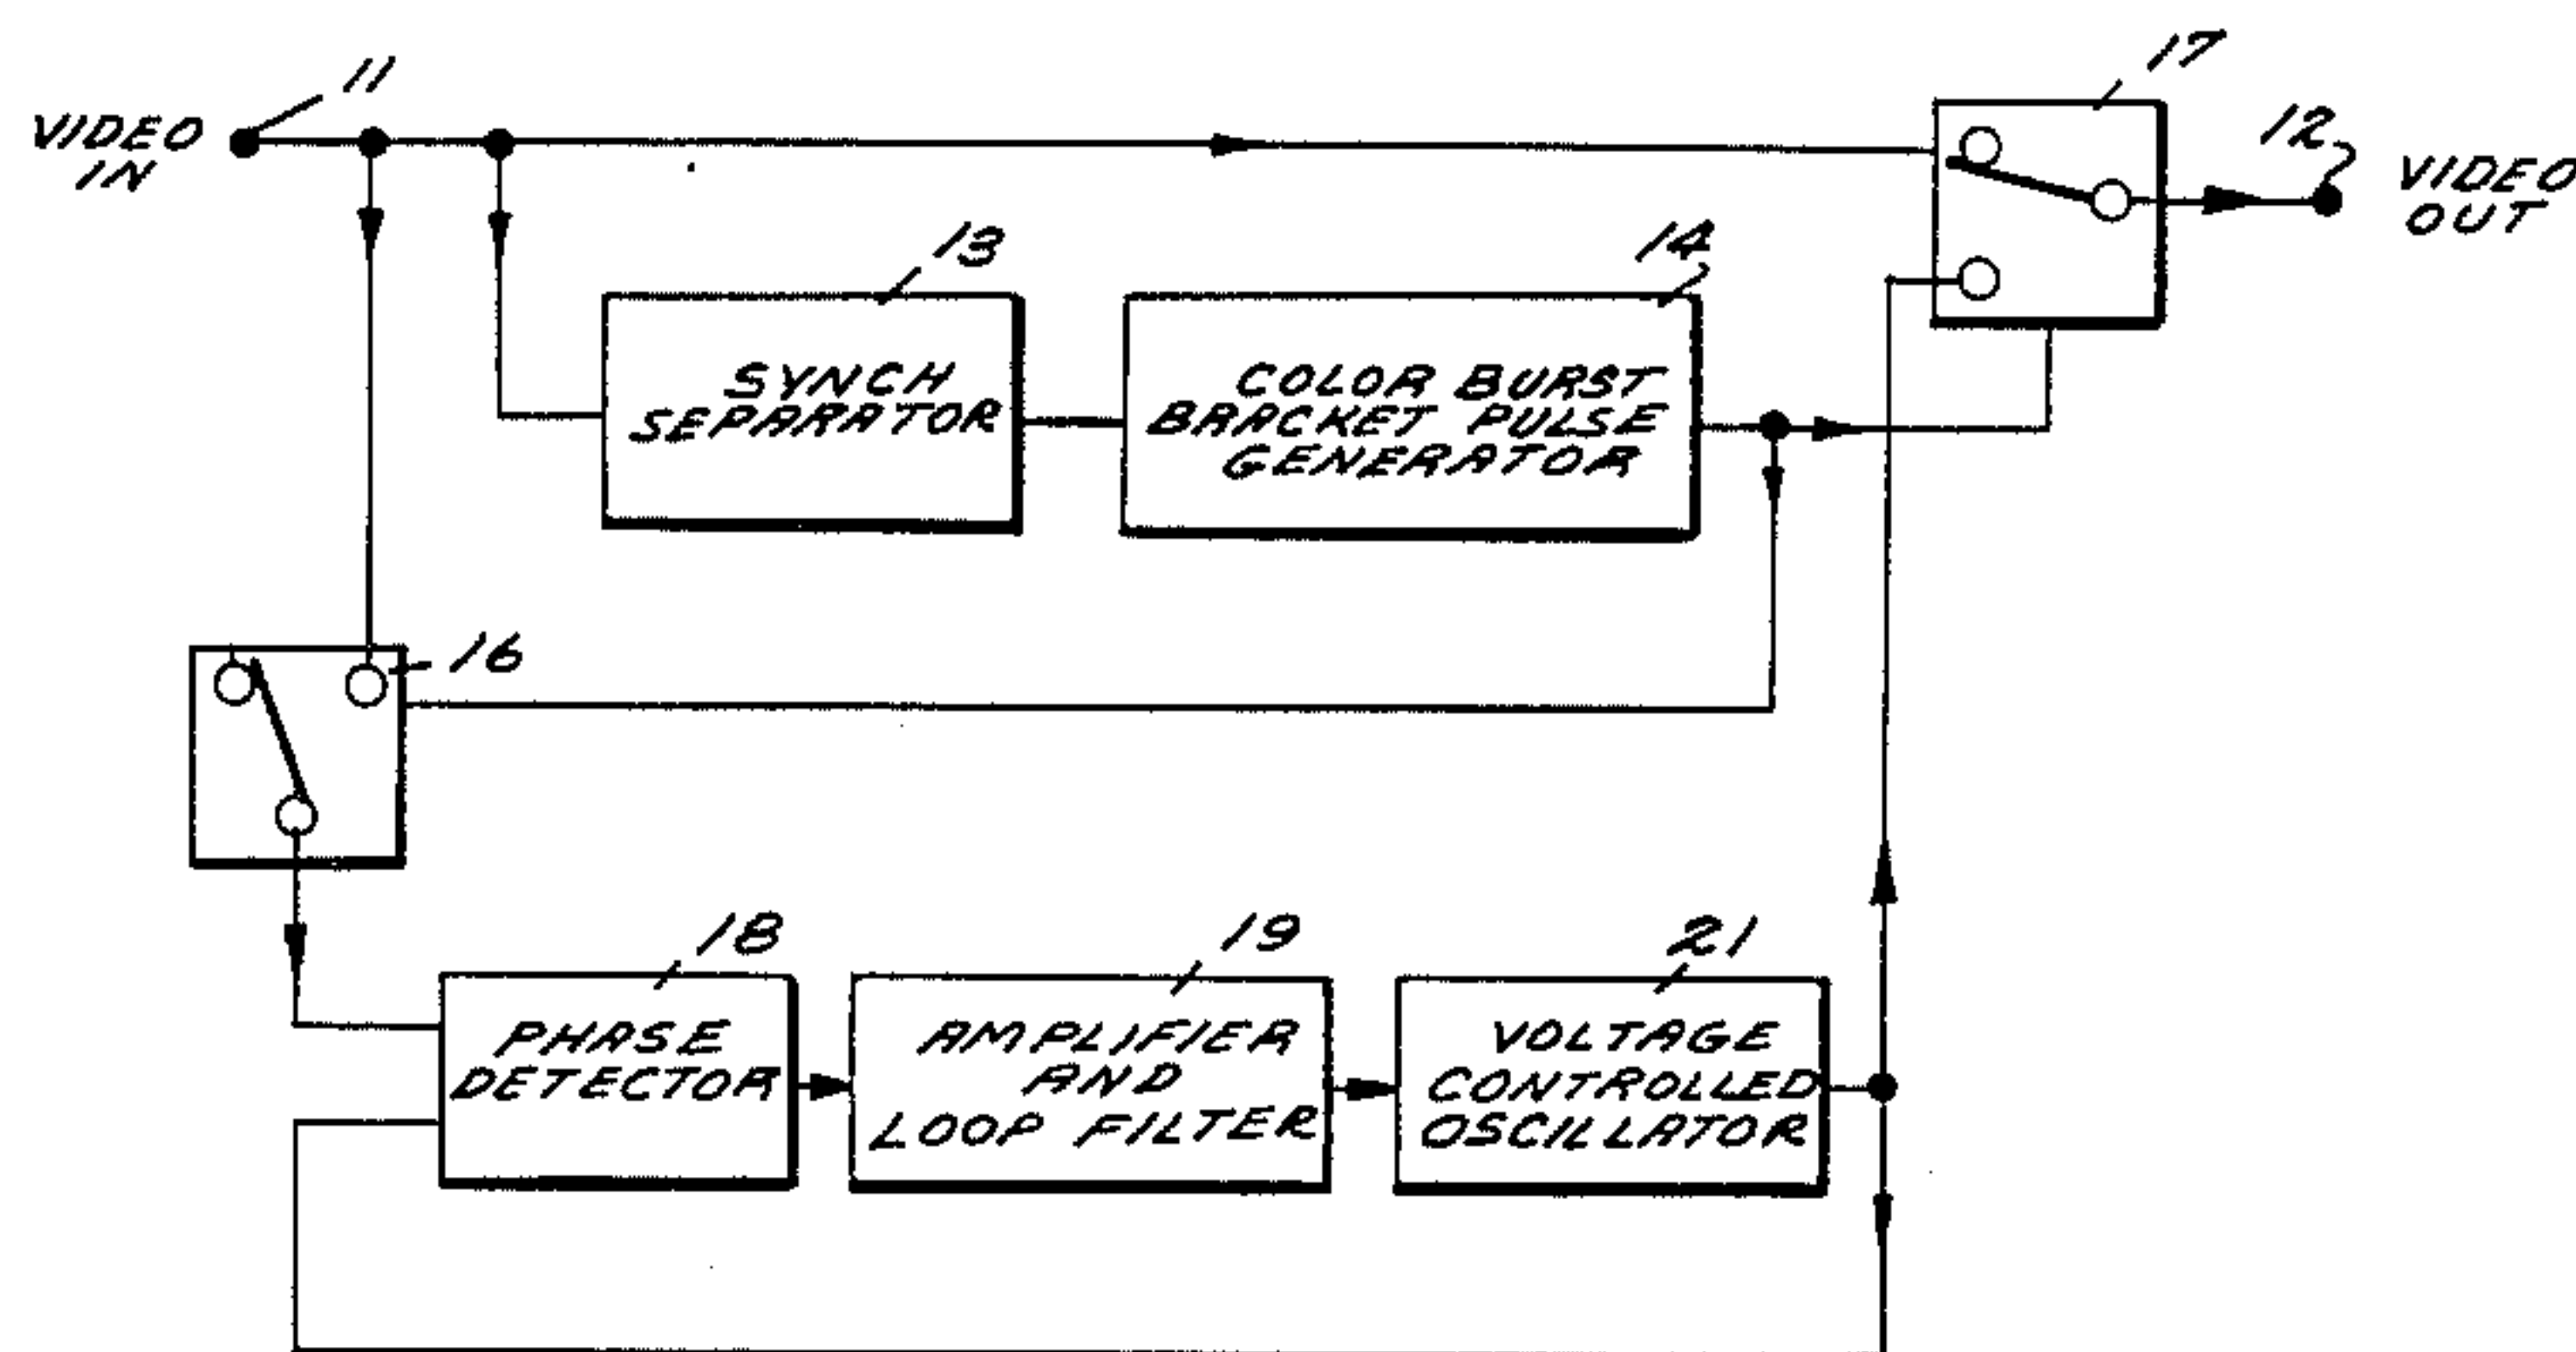 11
17
VIDEO
IN
12
VIDEO
OUT
13
14
SYNCH
SEPARATOR
COLOR BURST
BRACKET PULSE
GENERATOR
16
18
19
21
PHASE
DETECTOR
AMPLIFIER
AND
LOOP FILTER
VOLTAGE
CONTROLLED
OSCILLATOR